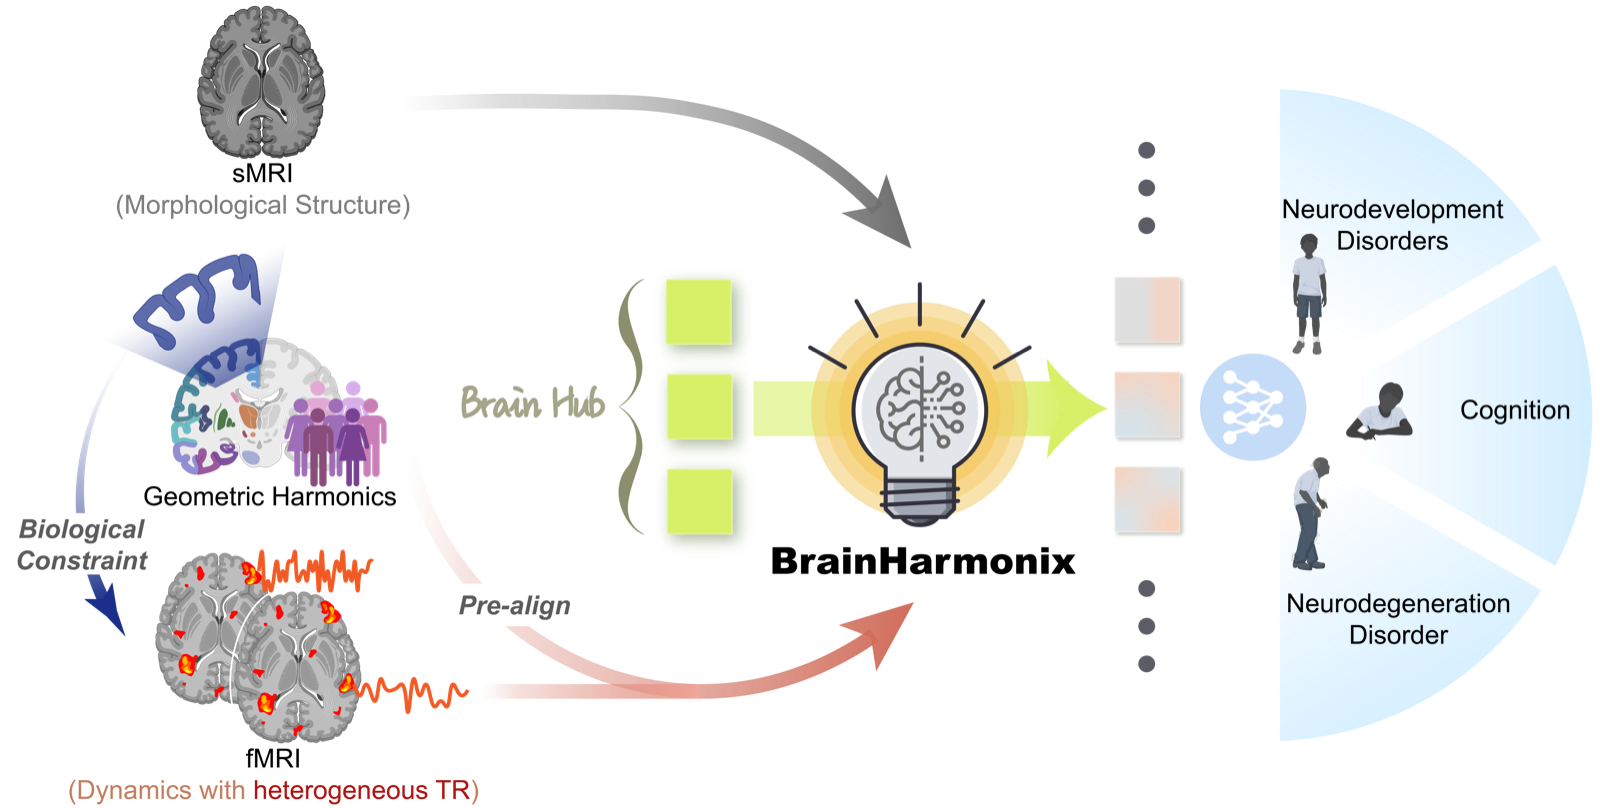 sMRI
(Morphological Structure)
Geometric Harmonics
Biological
Constraint
fMRI
(Dynamics with heterogeneous TR)
Pre-align
Brain Hub
BrainHarmonix
Neurodevelopment
Disorders
Cognition
Neurodegeneration
Disorder